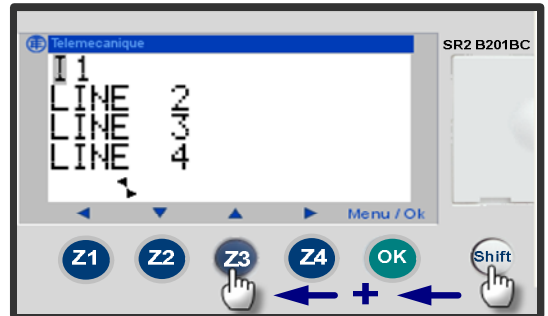 Telemecanique
SR2 B201BC
I1
LINE 2
LINE 3
LINE 4
Menu / Ok
Z1 Z2 Z3 Z4 OK Shift
+